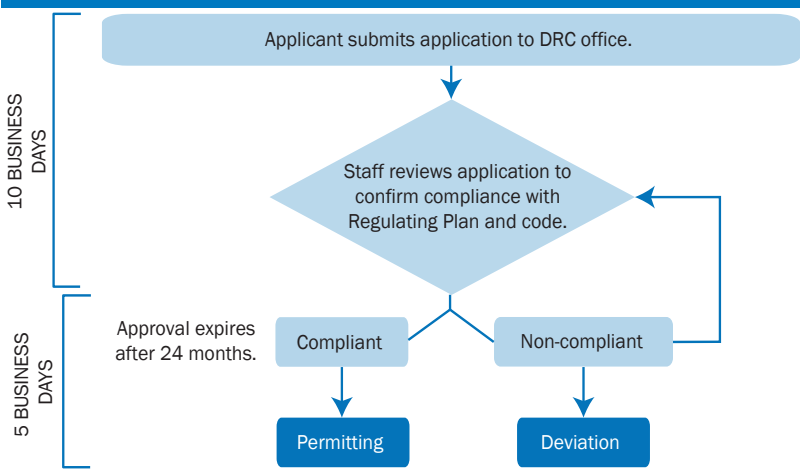 Applicant submits application to DRC office.
10 BUSINESS
DAYS
Staff reviews application to
confirm compliance with
Regulating Plan and code.
5 BUSINESS
DAYS
Approval expires
after 24 months.
Compliant
Non-compliant
Permitting
Deviation